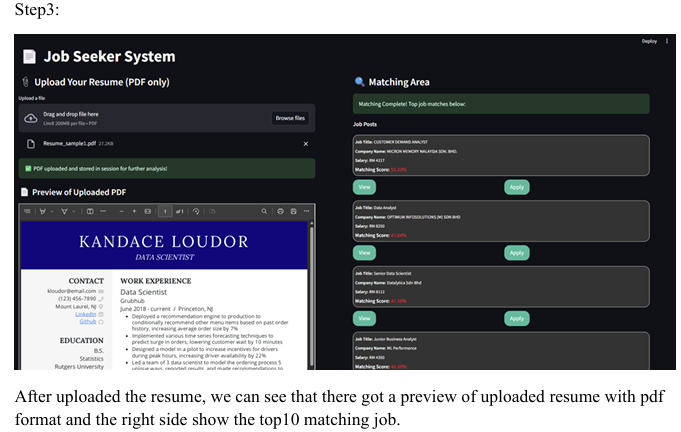 Step3:
Deploy
Job Seeker System
Upload Your Resume (PDF only)
Upload a file
Drag and drop file here
Limit 200MB per file • PDF
Browse files
Resume_sample1.pdf 27.2KB
PDF uploaded and stored in session for further analysis!
Preview of Uploaded PDF
1 of 1
KANDACE LOUDOR
DATA SCIENTIST
CONTACT
kloudor@email.com
(123) 456-7890
Mount Laurel, NJ
LinkedIn
Github
EDUCATION
B.S.
Statistics
Rutgers University
WORK EXPERIENCE
Data Scientist
Grubhub
June 2018 - current / Princeton, NJ
Deployed a recommendation engine to production to
conditionally recommend other menu items based on past order
history, increasing average order size by 7%
Implemented various time series forecasting techniques to
predict surge in orders, lowering customer wait by 10 minutes
Designed a model in a pilot to increase incentives for drivers
during peak hours, increasing driver availability by 22%
Led a team of 3 data scientist to model the ordering process 5
unique ways, reported results, and made recommendations to
Matching Area
Matching Complete! Top job matches below:
Job Posts
Job Title: CUSTOMER DEMAND ANALYST
Company Name: MICRON MEMORY MALAYSIA SDN. BHD.
Salary: RM 4217
Matching Score:
View
Apply
Job Title: Data Analyst
Company Name: OPTIMUM INFOSOLUTIONS (M) SDN BHD
Salary: RM 8250
Matching Score:
View
Apply
Job Title: Senior Data Scientist
Company Name: Datalytics Sdn Bhd
Salary: RM
Matching Score:
View
Apply
Job Title: Junior Business Analyst
Company Name: ML Performance
Salary: RM 4350
Matching Score:
After uploaded the resume, we can see that there got a preview of uploaded resume with pdf
format and the right side show the top10 matching job.